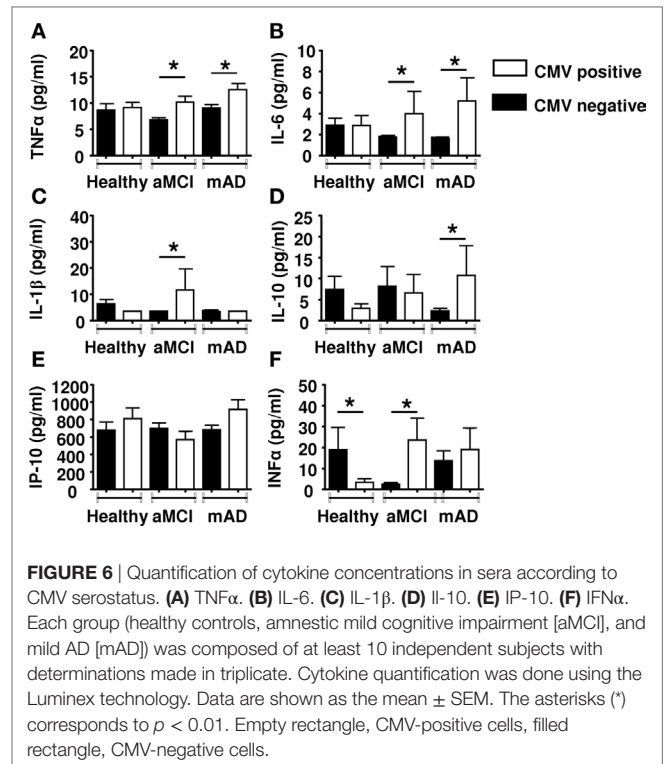 A
TNFα (pg/ml)
20
15
10
5
0
*
*
Healthy aMCI mAD
B
IL-6 (pg/ml)
10
8
6
4
2
0
*
*
Healthy aMCI mAD
CMV positive
CMV negative
C
IL-1β (pg/ml)
40
30
20
10
0
*
Healthy aMCI mAD
D
IL-10 (pg/ml)
25
20
15
10
5
0
*
Healthy aMCI mAD
E
IP-10 (pg/ml)
1200
1000
800
600
400
200
0
Healthy aMCI mAD
F
INFα (pg/ml)
50
40
30
20
10
0
*
*
Healthy aMCI mAD
FIGURE 6 | Quantification of cytokine concentrations in sera according to
CMV serostatus. (A) TNFα. (B) IL-6. (C) IL-1β. (D) Il-10. (E) IP-10. (F) IFNα.
Each group (healthy controls, amnestic mild cognitive impairment [aMCI], and
mild AD [mAD]) was composed of at least 10 independent subjects with
determinations made in triplicate. Cytokine quantification was done using the
Luminex technology. Data are shown as the mean ± SEM. The asterisks (*)
corresponds to p < 0.01. Empty rectangle, CMV-positive cells, filled
rectangle, CMV-negative cells.